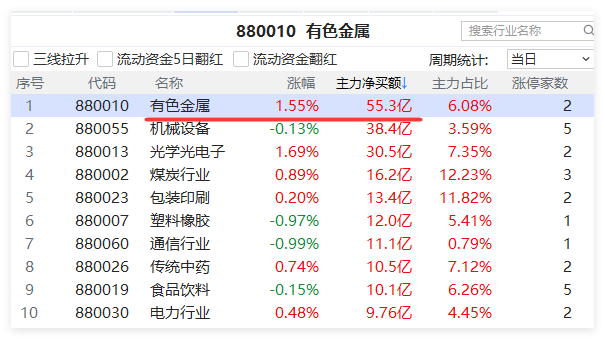 880010 有色金属 搜索行业名称
三线拉升 流动资金5日翻红 流动资金翻红 周期统计: 当日
序号 代码 名称 涨幅 主力净买额↓ 主力占比 涨停家数
1 880010 有色金属 1.55% 55.3亿 6.08% 2
2 880055 机械设备 -0.13% 38.4亿 3.59% 5
3 880013 光学光电子 1.69% 30.5亿 7.35% 2
4 880002 煤炭行业 0.89% 16.2亿 12.23% 3
5 880023 包装印刷 0.20% 13.4亿 11.82% 2
6 880007 塑料橡胶 -0.97% 12.0亿 5.41% 1
7 880060 通信行业 -0.99% 11.1亿 0.79% 1
8 880026 传统中药 0.74% 10.5亿 7.12% 2
9 880019 食品饮料 -0.15% 10.1亿 6.26% 5
10 880030 电力行业 0.48% 9.76亿 4.45% 2